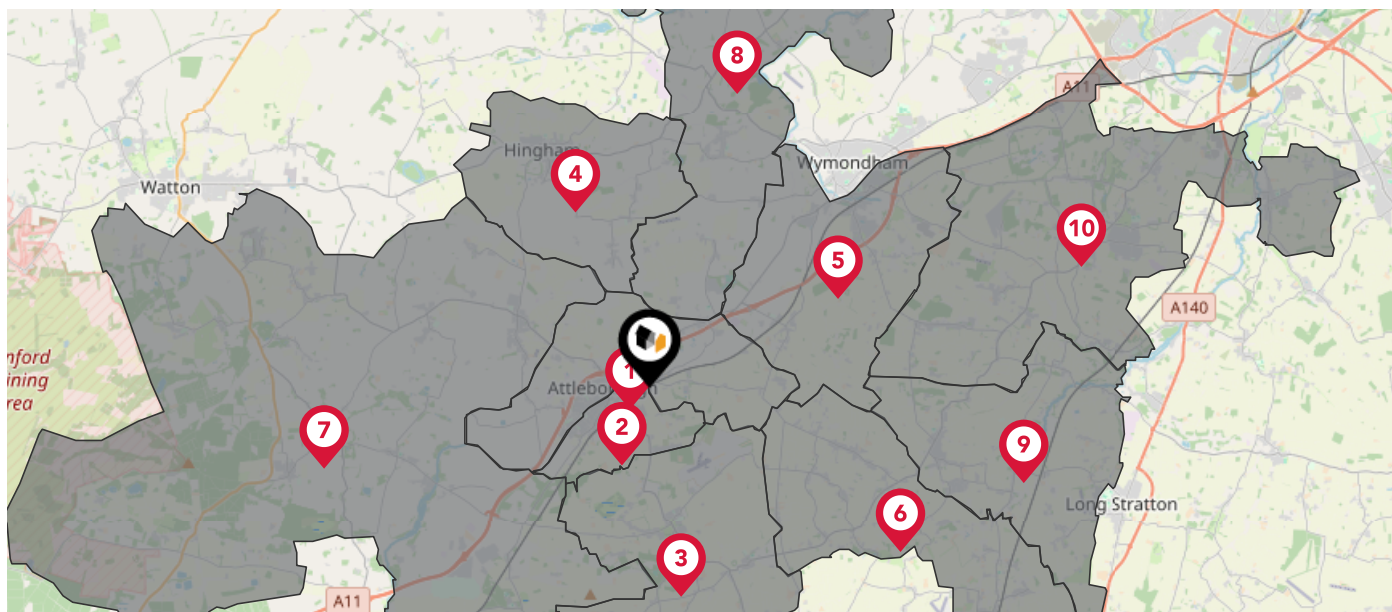 8
A11
Hingham
Wymondham
4
Watton
10
5
A140
nford
ining
rea
1
Attlebo
2
7
9
Long Stratton
6
3
A11